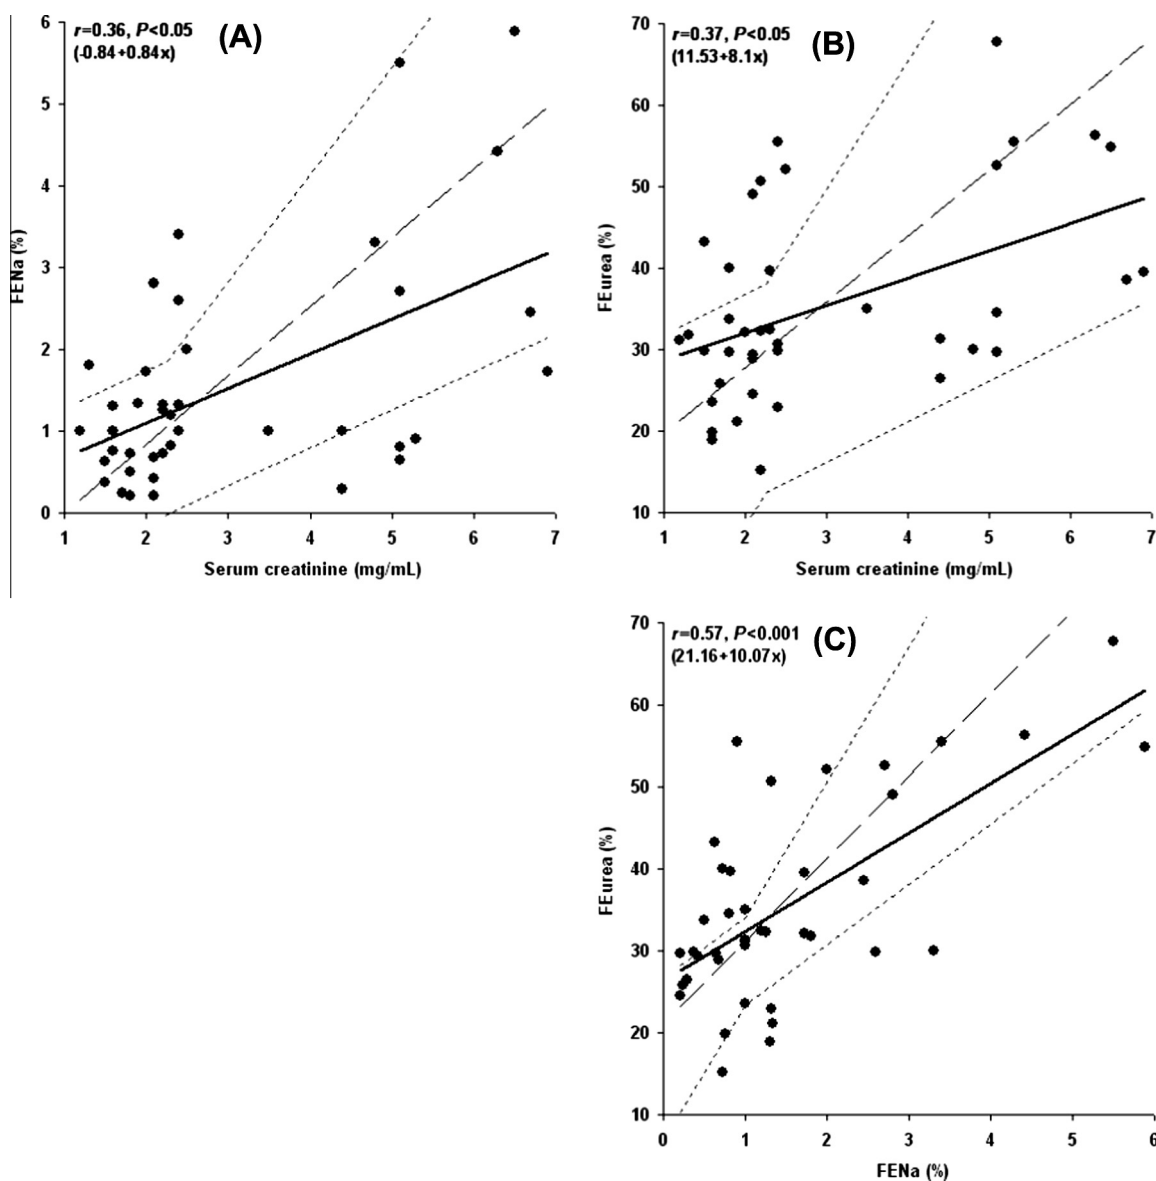 r=0.36, P<0.05
(-0.84+0.84x)
(A)
6
5
4
3
2
1
0
FENa (%)
1 2 3 4 5 6 7
Serum creatinine (mg/mL)
r=0.37, P<0.05
(11.53+8.1x)
(B)
70
60
50
40
30
20
10
FEurea (%)
1 2 3 4 5 6 7
Serum creatinine (mg/mL)
r=0.57, P<0.001
(21.16+10.07x)
(C)
70
60
50
40
30
20
10
FEurea (%)
0 1 2 3 4 5 6
FENa (%)